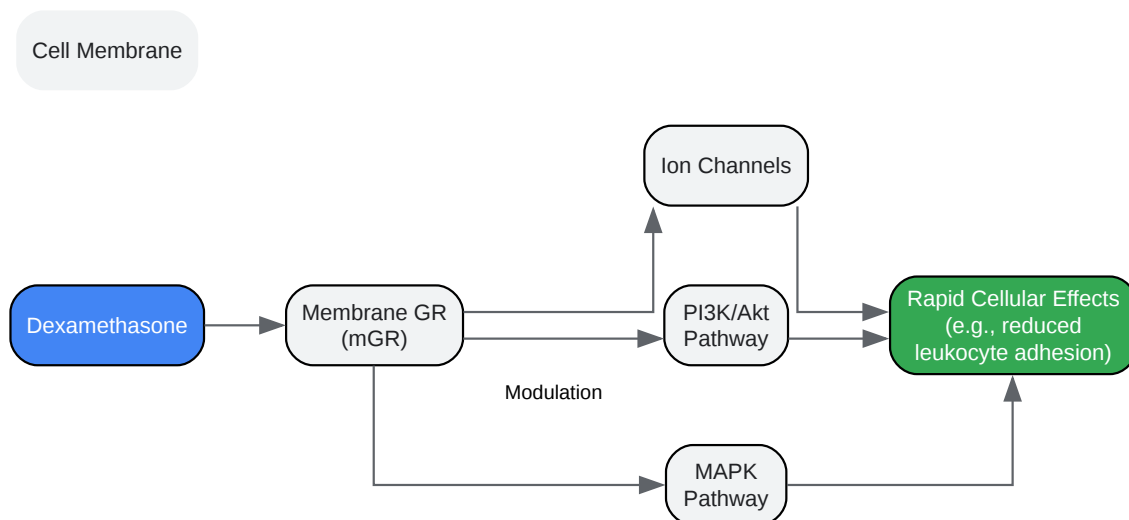 Cell Membrane
Ion Channels
Dexamethasone
Membrane GR
(mGR)
PI3K/Akt
Pathway
Rapid Cellular Effects
(e.g., reduced
leukocyte adhesion)
Modulation
MAPK
Pathway